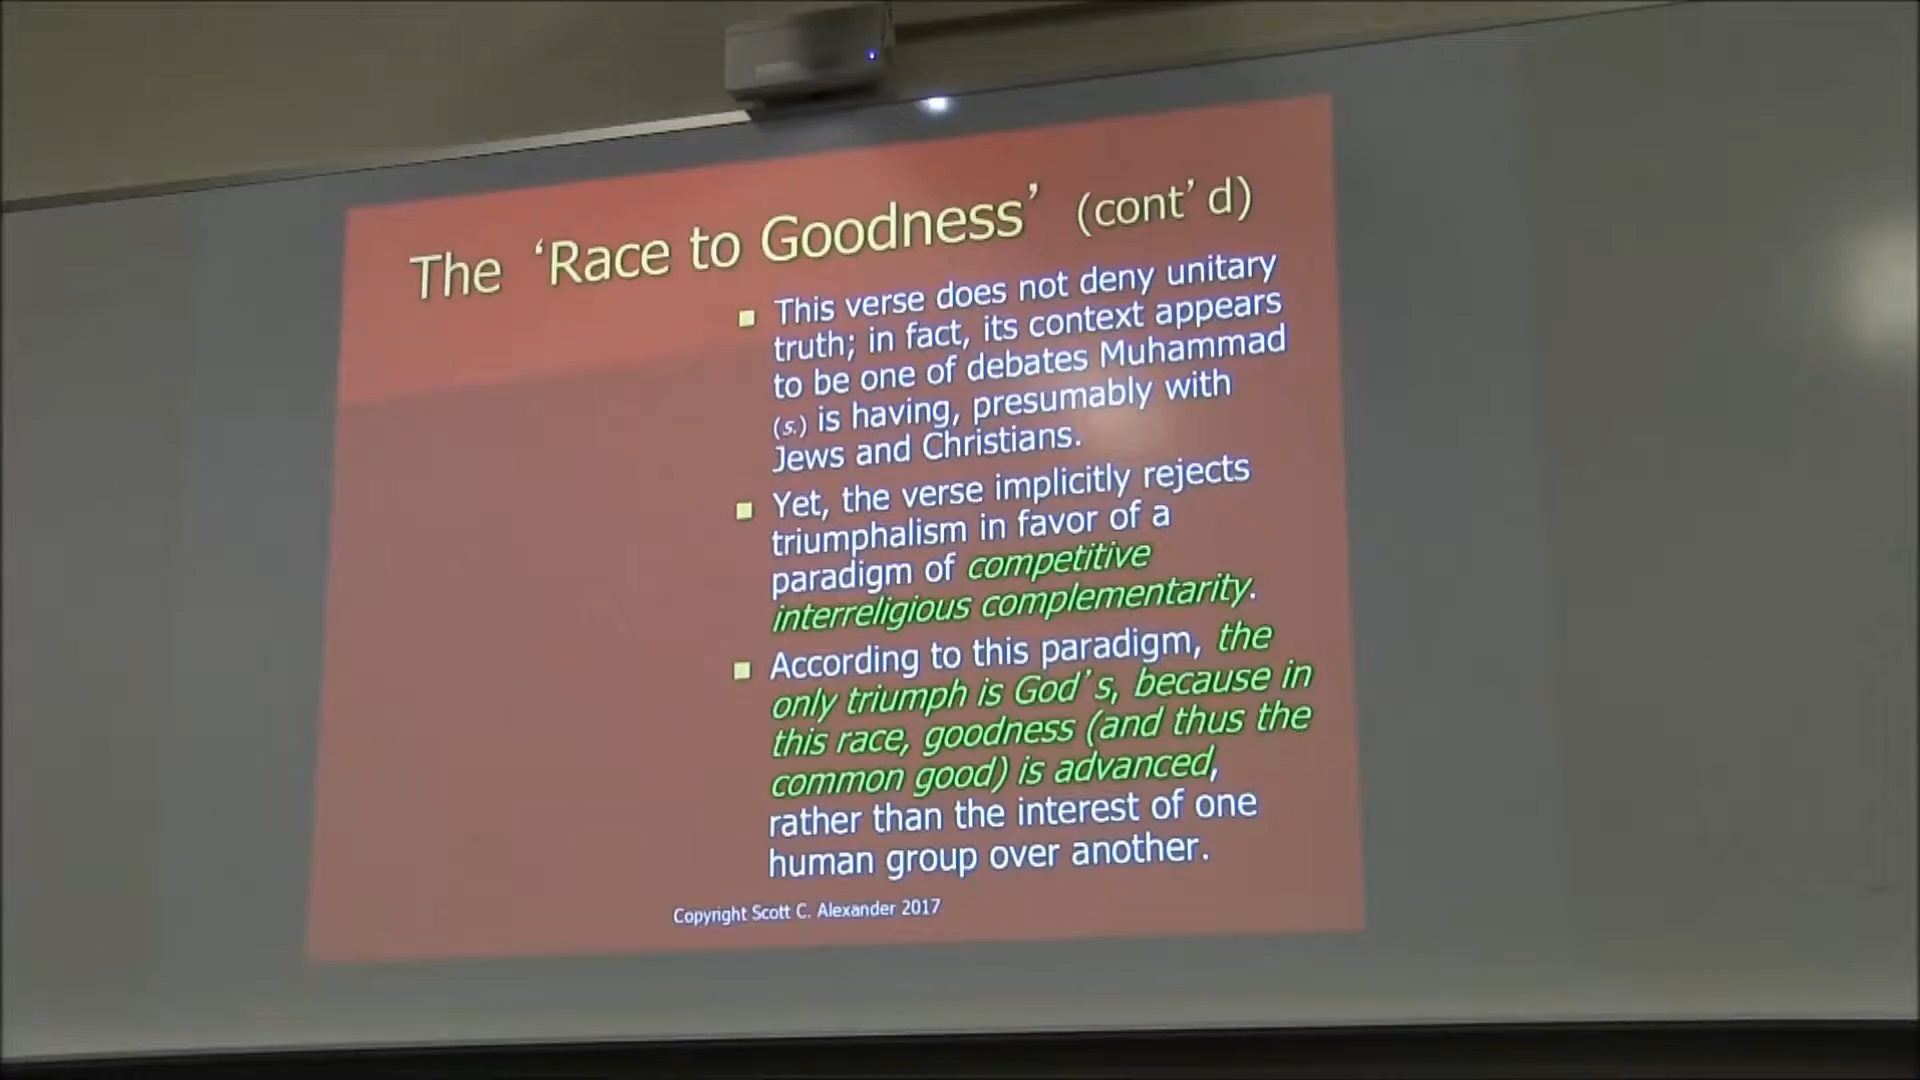 The ‘Race to Goodness’ (cont’d)
▪ This verse does not deny unitary
truth; in fact, its context appears
to be one of debates Muhammad
(s.) is having, presumably with
Jews and Christians.
▪ Yet, the verse implicitly rejects
triumphalism in favor of a
paradigm of competitive
interreligious complementarity.
▪ According to this paradigm, the
only triumph is God’s, because in
this race, goodness (and thus the
common good) is advanced,
rather than the interest of one
human group over another.
Copyright Scott C. Alexander 2017